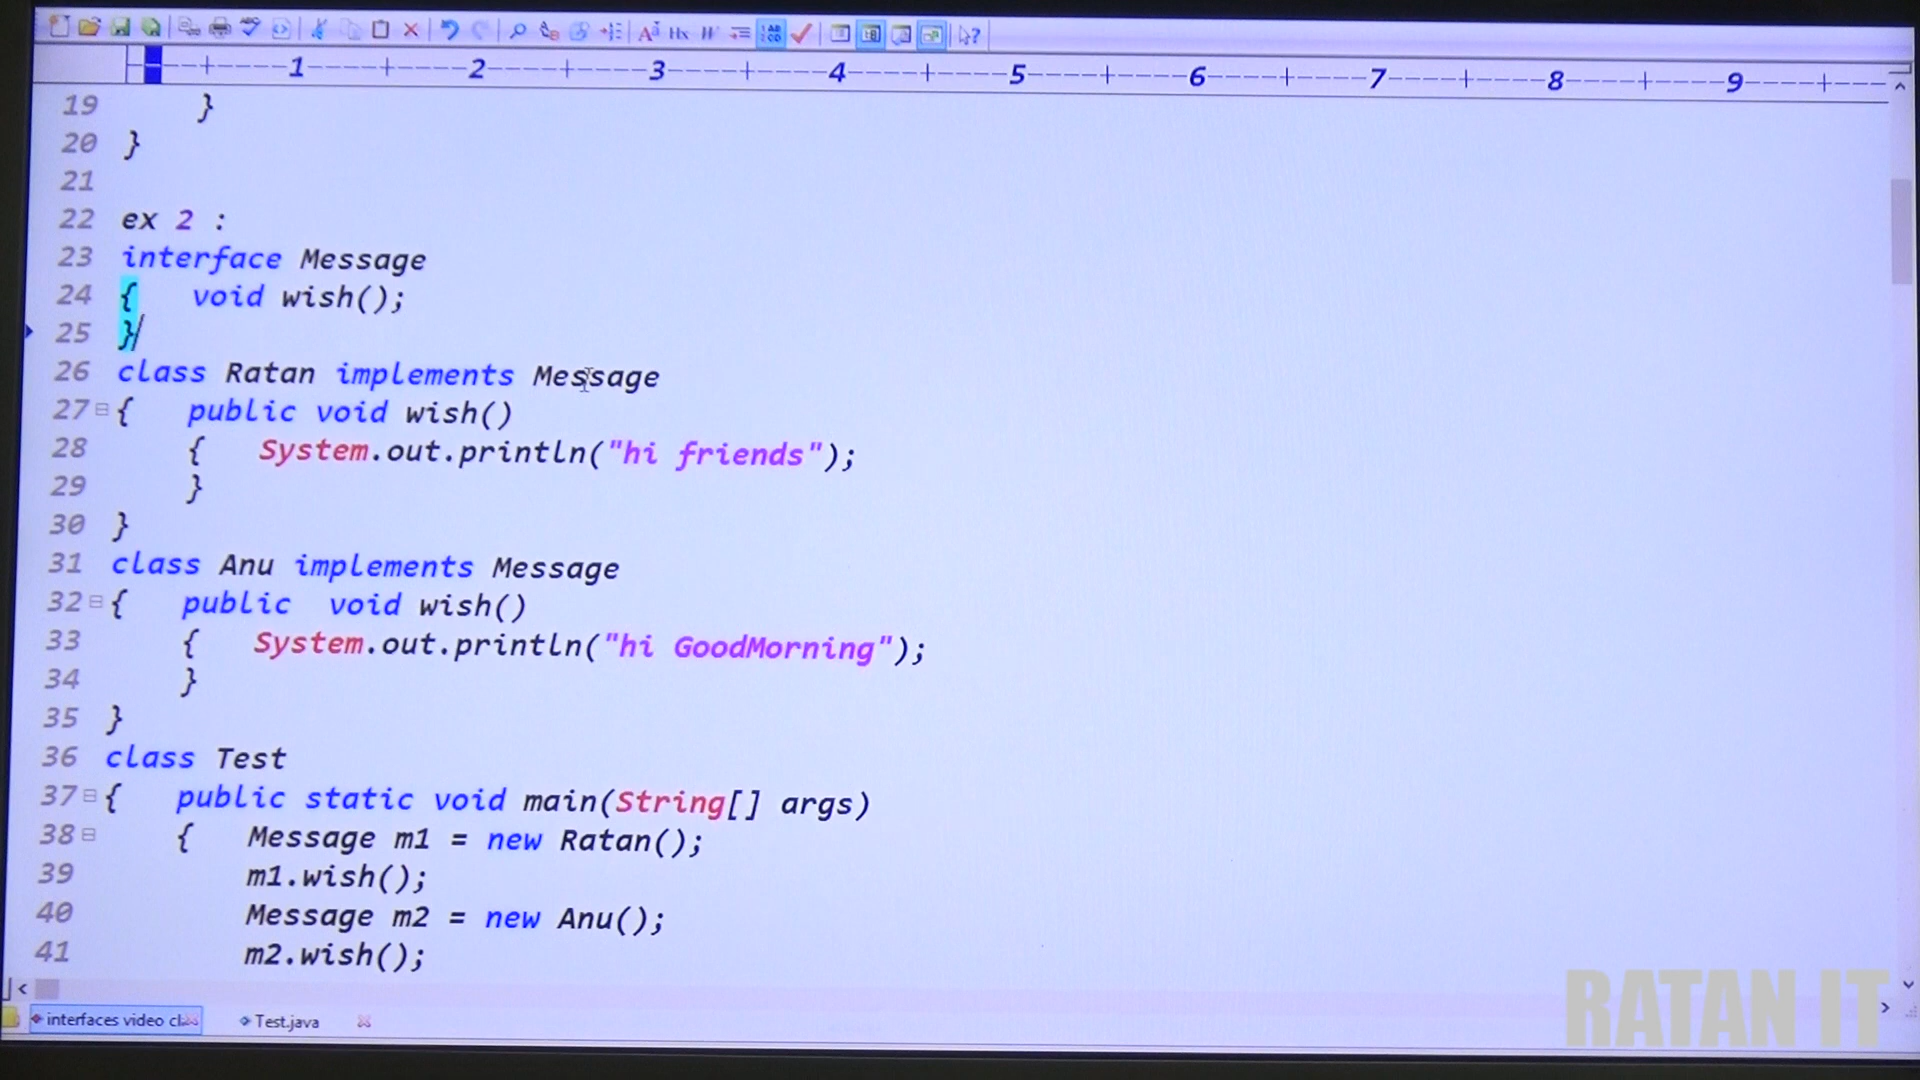 1 2 3 4 5 6 7 8 9
19 }
20 }
21
22 ex 2 :
23 interface Message
24 { void wish();
25 }
26 class Ratan implements Message
27 { public void wish()
28 { System.out.println("hi friends");
29 }
30 }
31 class Anu implements Message
32 { public void wish()
33 { System.out.println("hi GoodMorning");
34 }
35 }
36 class Test
37 { public static void main(String[] args)
38 { Message m1 = new Ratan();
39 m1.wish();
40 Message m2 = new Anu();
41 m2.wish();
interfaces video Test.java
RATAN IT